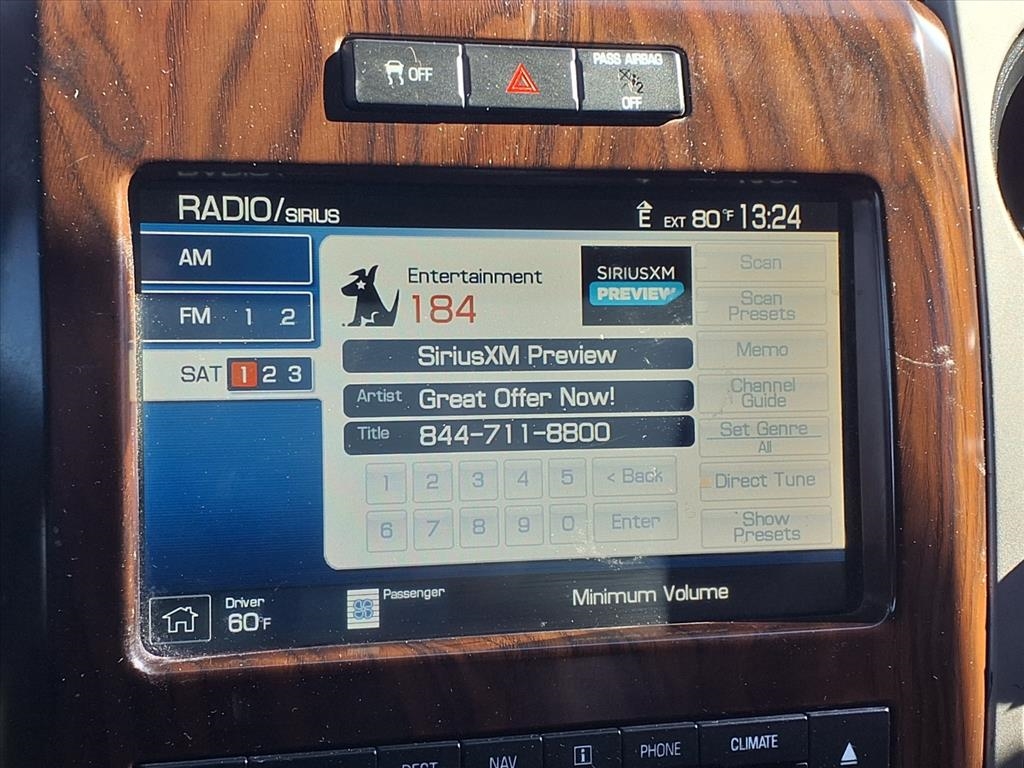 OFF
PASS AIRBAG
2
OFF
RADIO/SIRIUS
E EXT 80°F 13:24
AM
FM 1 2
SAT 1 2 3
Entertainment
184
SIRIUSXM
PREVIEW
SiriusXM Preview
Artist Great Offer Now!
Title 844-711-8800
1 2 3 4 5 < Back
6 7 8 9 0 Enter
Scan
Scan
Presets
Memo
Channel
Guide
Set Genre
All
Direct Tune
Show
Presets
Driver
60°F
Passenger
Minimum Volume
NAV
i
PHONE
CLIMATE